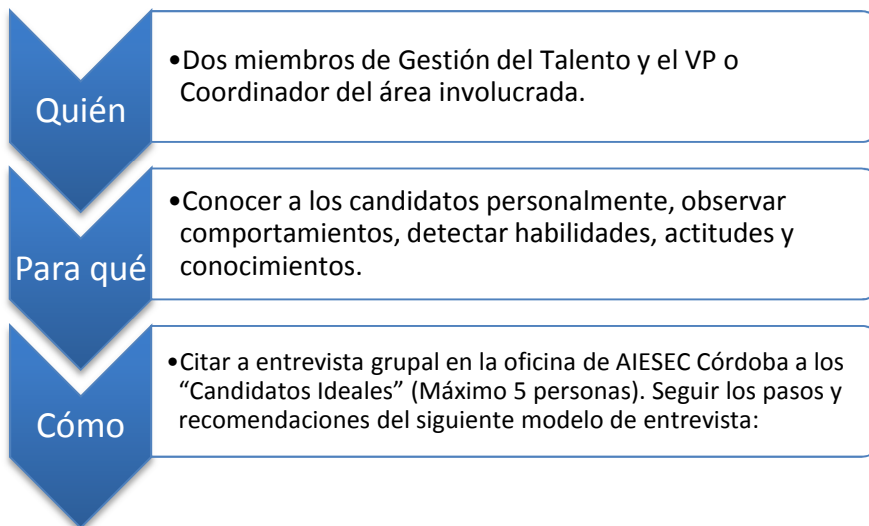 Quién
•Dos miembros de Gestión del Talento y el VP o
Coordinador del área involucrada.
Para qué
•Conocer a los candidatos personalmente, observar
comportamientos, detectar habilidades, actitudes y
conocimientos.
Cómo
•Citar a entrevista grupal en la oficina de AIESEC Córdoba a los
“Candidatos Ideales” (Máximo 5 personas). Seguir los pasos y
recomendaciones del siguiente modelo de entrevista: